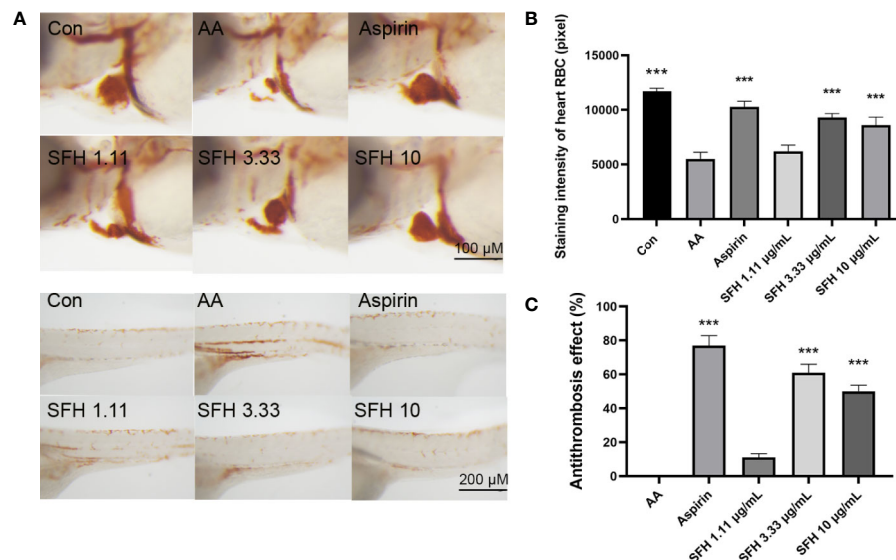 A
Con
AA
Aspirin
SFH 1.11
SFH 3.33
SFH 10
100 µM
Con
AA
Aspirin
SFH 1.11
SFH 3.33
SFH 10
200 µM
B
Staining intensity of heart RBC (pixel)
15000
10000
5000
0
***
***
***
***
Con
AA
Aspirin
SFH 1.11 µg/mL
SFH 3.33 µg/mL
SFH 10 µg/mL
C
Antithrombosis effect (%)
100
80
60
40
20
0
***
***
***
AA
Aspirin
SFH 1.11 µg/mL
SFH 3.33 µg/mL
SFH 10 µg/mL